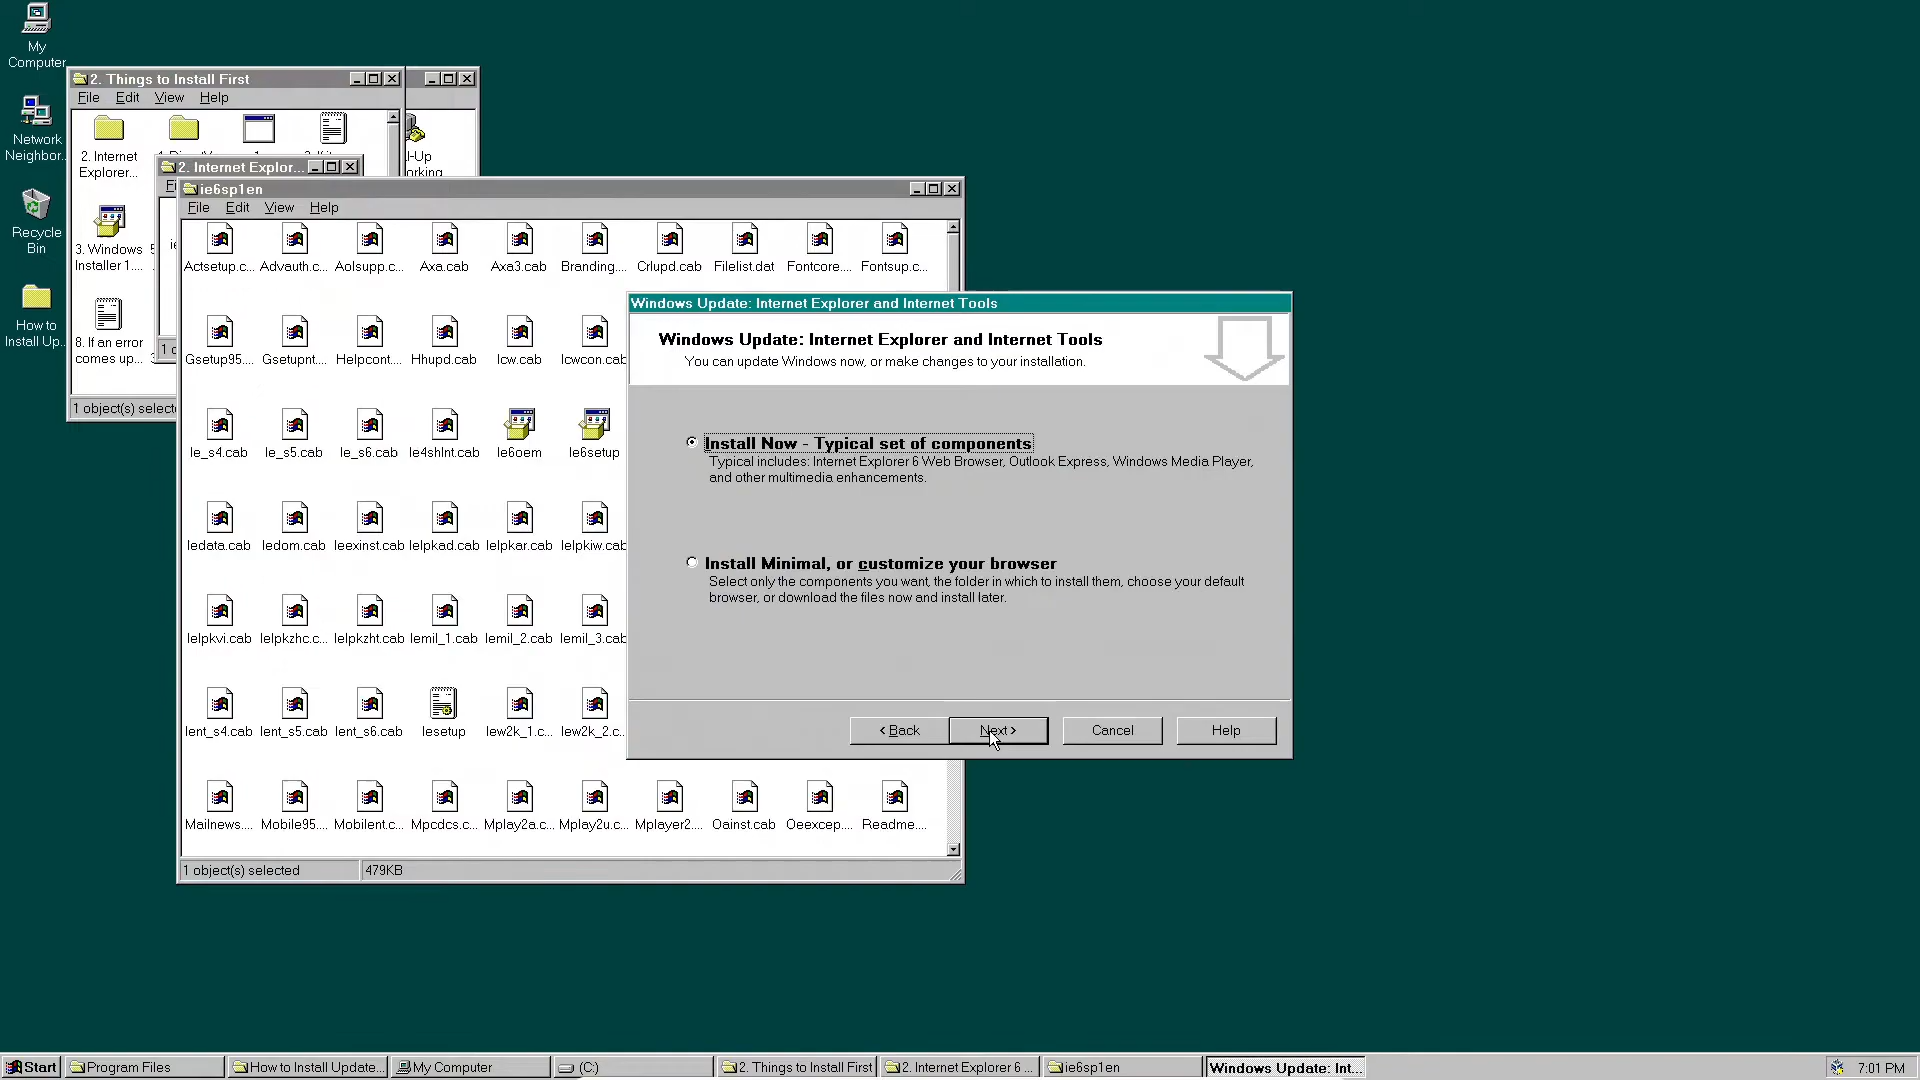 My
Computer
Network
Neighbor...
Recycle
Bin
How to
Install Up...
2. Things to Install First
File Edit View Help
2. Internet
Explorer...
3. Windows
Installer 1....
8. If an error
comes up...
1 object(s) selecte
l-Up
orking
2. Internet Explor...
ie6sp1en
File Edit View Help
Actsetup.c... Advauth.c... Aolsupp.c... Axa.cab Axa3.cab Branding.... Crlupd.cab Filelist.dat Fontcore.... Fontsup.c...
Gsetup95.... Gsetupnt.... Helpcont.... Hhupd.cab Icw.cab Icwcon.cab
Ie_s4.cab Ie_s5.cab Ie_s6.cab Ie4shlnt.cab Ie6oem Ie6setup
Iedata.cab Iedom.cab Ieexinst.cab Ielpkad.cab Ielpkar.cab Ielpkiw.cab
Ielpkvi.cab Ielpkzhc.c... Ielpkzht.cab Iemil_1.cab Iemil_2.cab Iemil_3.cab
Ient_s4.cab Ient_s5.cab Ient_s6.cab Iesetup Iew2k_1.c... Iew2k_2.c...
Mailnews.... Mobile95.... Mobilent.c... Mpcdcs.c... Mplay2a.c... Mplay2u.c... Mplayer2.... Oainst.cab Oeexcep.... Readme....
1 object(s) selected 479KB
Windows Update: Internet Explorer and Internet Tools
Windows Update: Internet Explorer and Internet Tools
You can update Windows now, or make changes to your installation.
Install Now - Typical set of components
Typical includes: Internet Explorer 6 Web Browser, Outlook Express, Windows Media Player,
and other multimedia enhancements.
Install Minimal, or customize your browser
Select only the components you want, the folder in which to install them, choose your default
browser, or download the files now and install later.
< Back Next > Cancel Help
Start Program Files How to Install Update... My Computer (C:) 2. Things to Install First 2. Internet Explorer 6 ... ie6sp1en Windows Update: Int... 7:01 PM